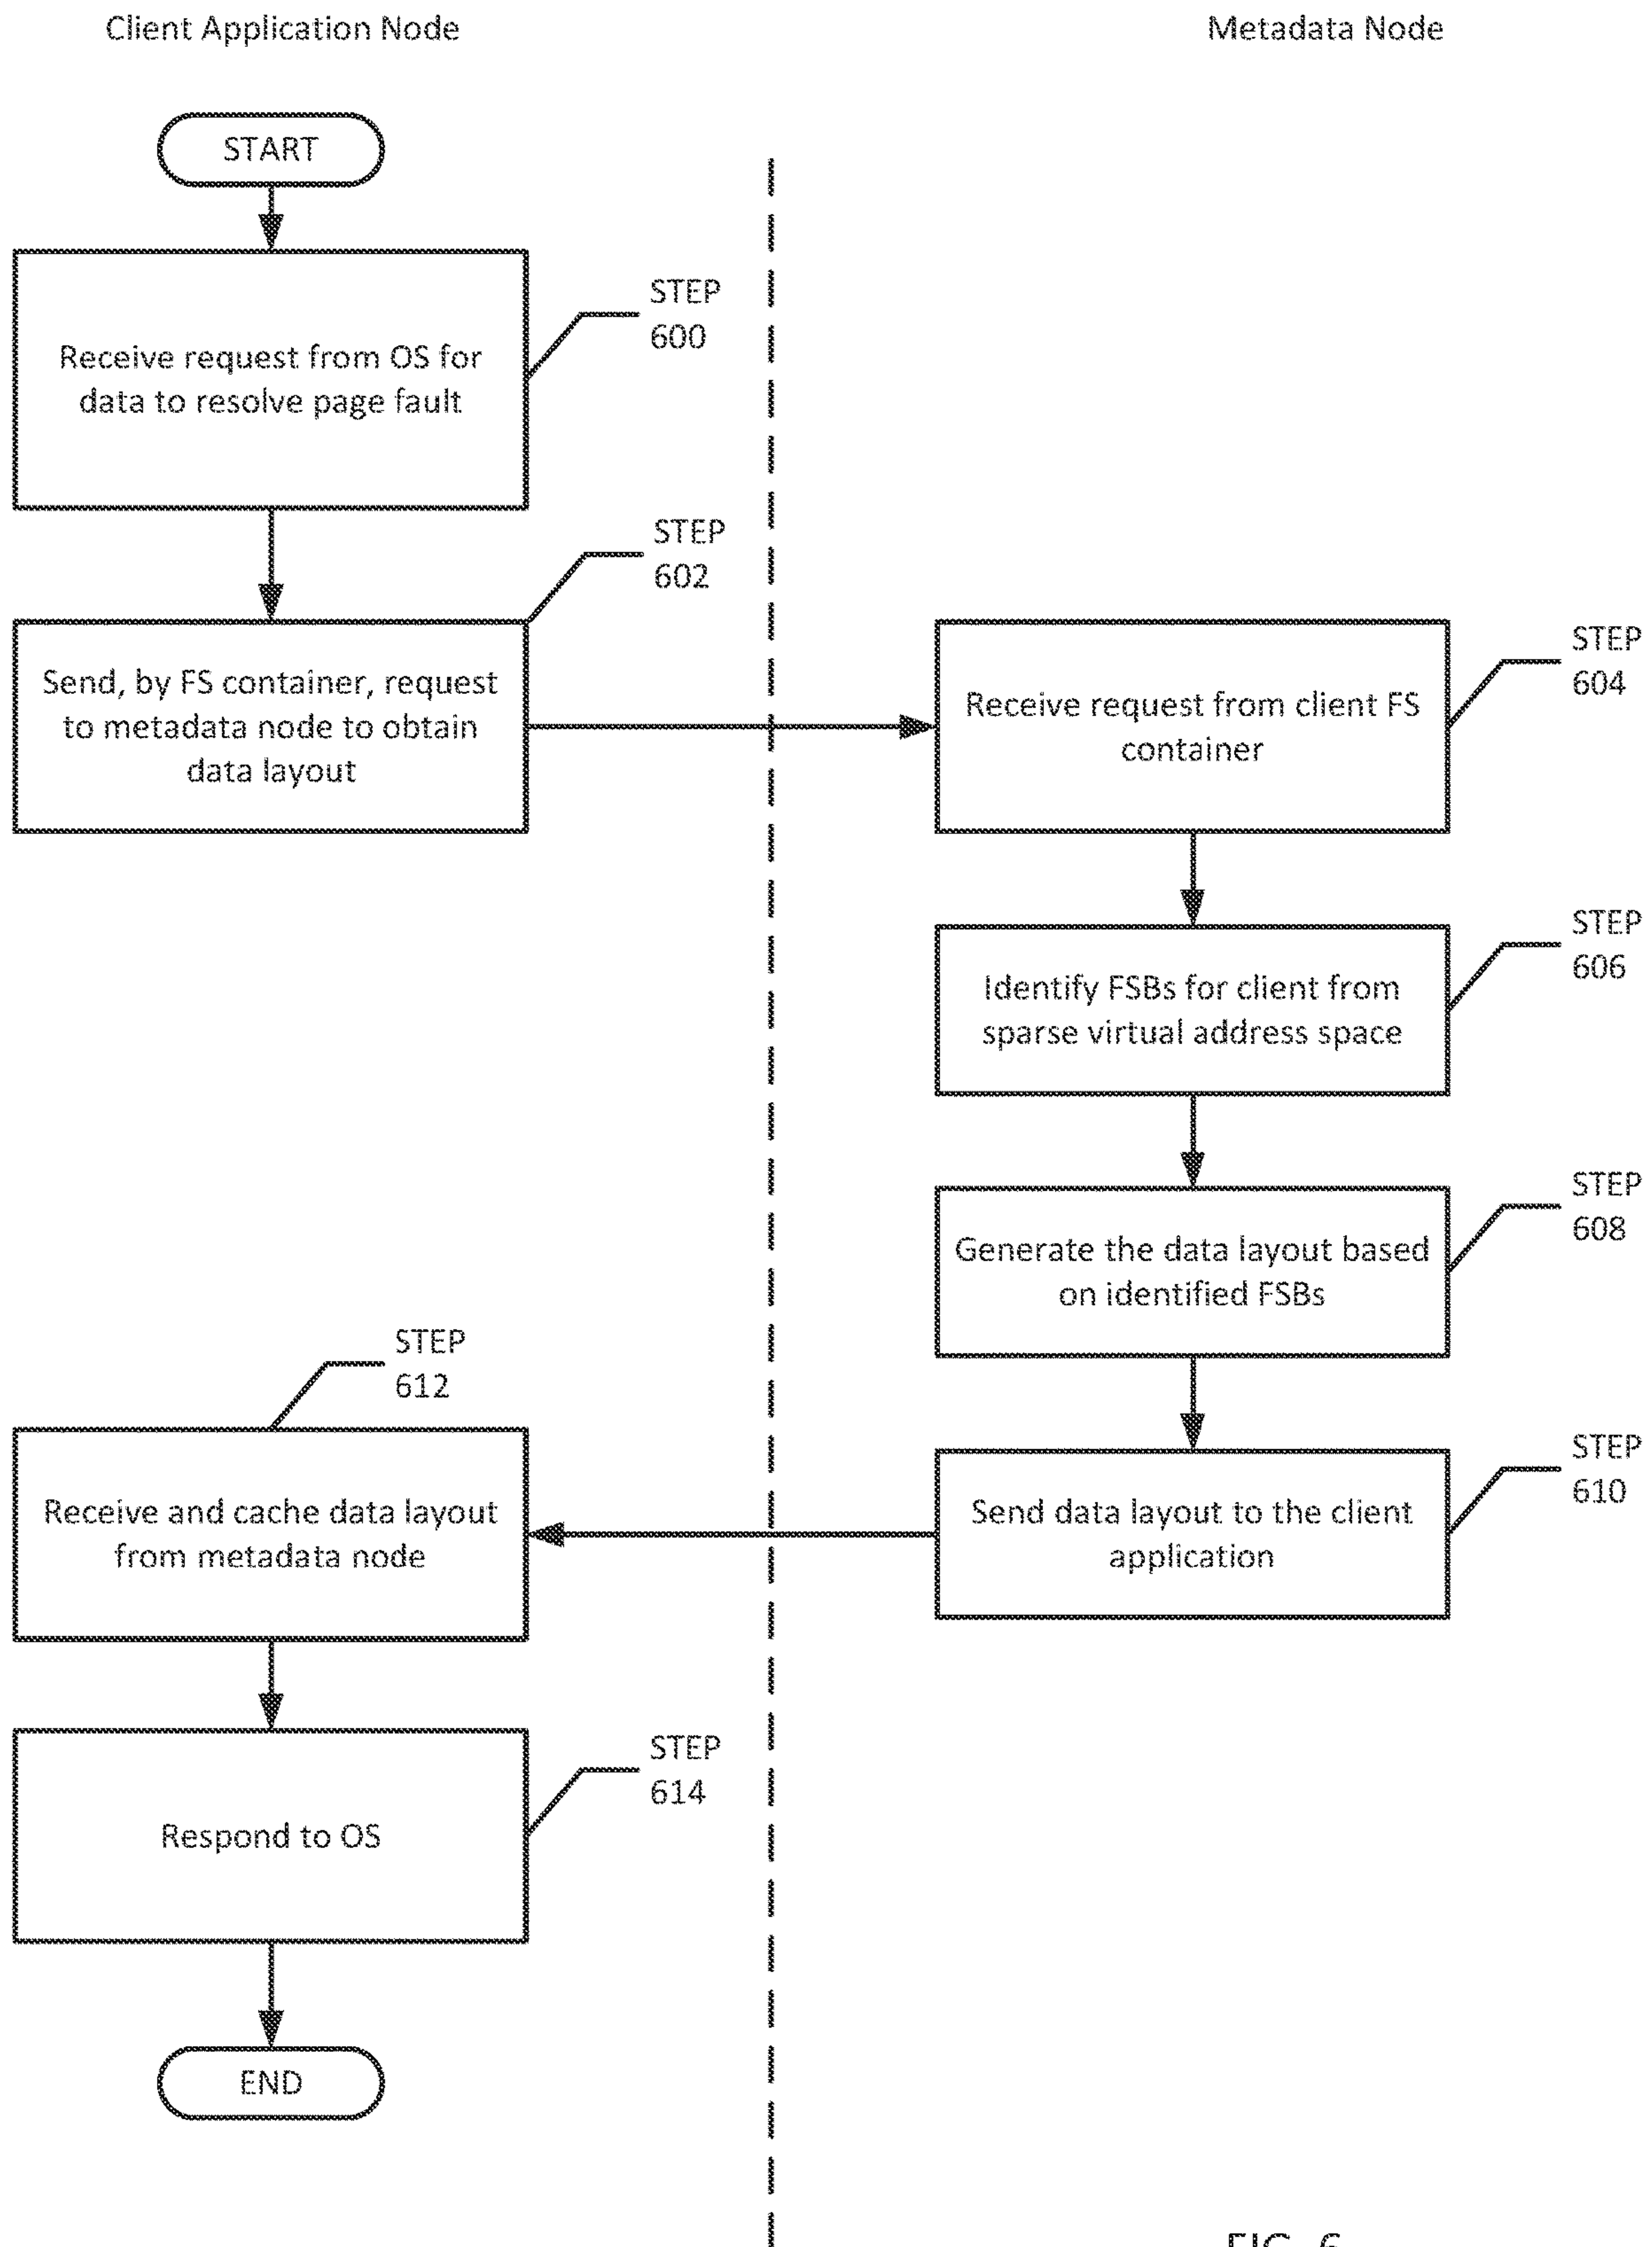 Client Application Node
Metadata Node
START
Receive request from OS for
data to resolve page fault
STEP
600
Send, by FS container, request
to metadata node to obtain
data layout
STEP
602
Receive request from client FS
container
STEP
604
Identify FSBs for client from
sparse virtual address space
STEP
606
Generate the data layout based
on identified FSBs
STEP
608
Send data layout to the client
application
STEP
610
Receive and cache data layout
from metadata node
STEP
612
Respond to OS
STEP
614
END
FIG. 6